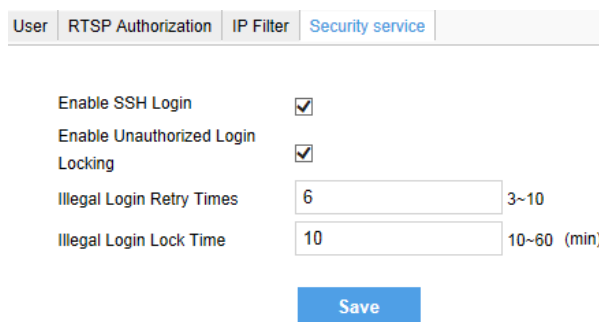 User RTSP Authorization IP Filter Security service
Enable SSH Login
Enable Unauthorized Login
Locking
Illegal Login Retry Times 6 3~10
Illegal Login Lock Time 10 10~60 (min)
Save